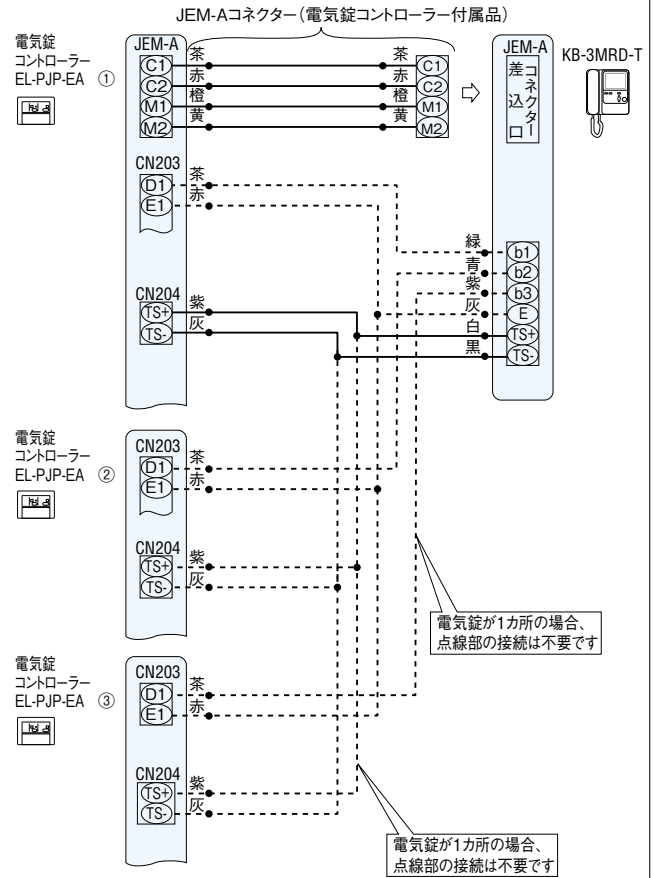 JEM-Aコネクター（電気錠コントローラー付属品）
電気錠
コントローラー
EL-PJP-EA ①
JEM-A
C1 茶 茶 C1
C2 赤 赤 C2
M1 橙 橙 M1
M2 黄 黄 M2
JEM-A
コネクター
差込口
KB-3MRD-T
CN203
D1 茶
E1 赤
緑 b1
青 b2
紫 b3
灰 E
白 TS+
黒 TS-
CN204
TS+ 紫
TS- 灰
電気錠
コントローラー
EL-PJP-EA ②
CN203
D1 茶
E1 赤
CN204
TS+ 紫
TS- 灰
電気錠が1カ所の場合、
点線部の接続は不要です
電気錠
コントローラー
EL-PJP-EA ③
CN203
D1 茶
E1 赤
CN204
TS+ 紫
TS- 灰
電気錠が1カ所の場合、
点線部の接続は不要です